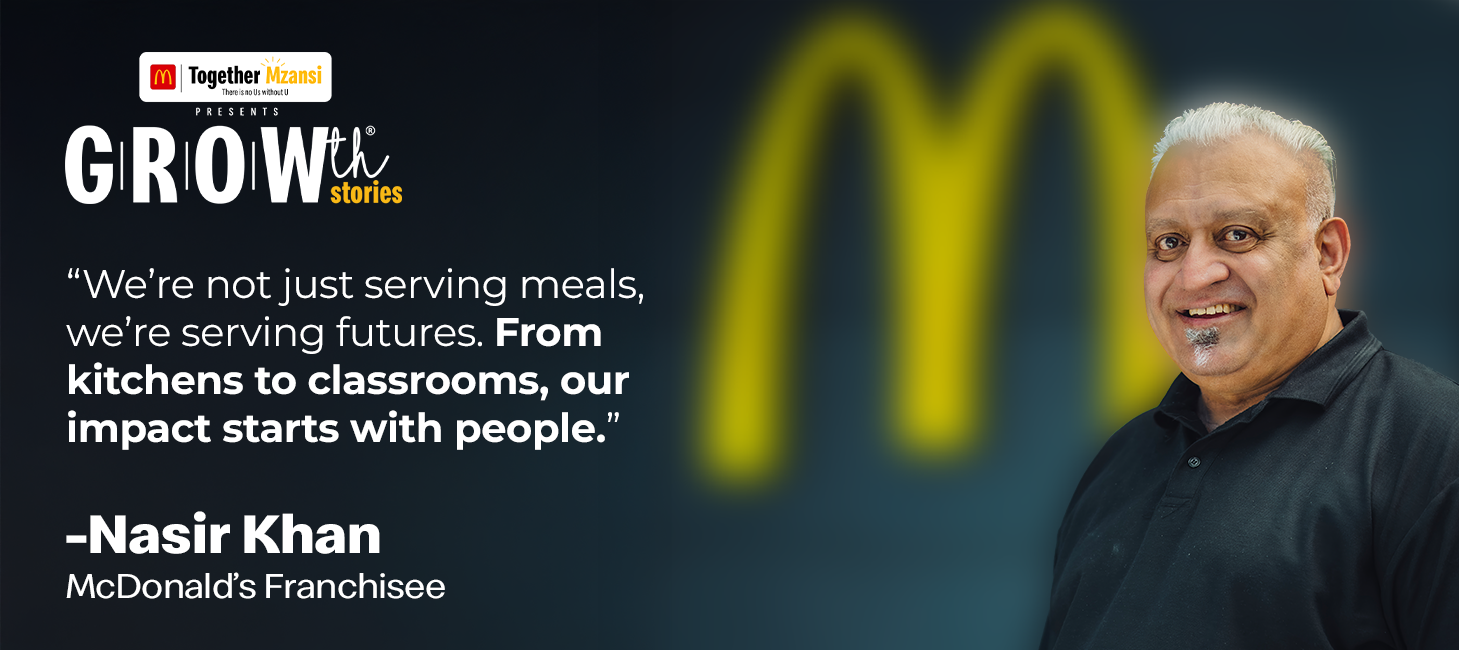 Together Mzansi
There is no Us without U
PRESENTS
G|R|O|Wth®
stories
“We’re not just serving meals,
we’re serving futures. From
kitchens to classrooms, our
impact starts with people.”
–Nasir Khan
McDonald’s Franchisee